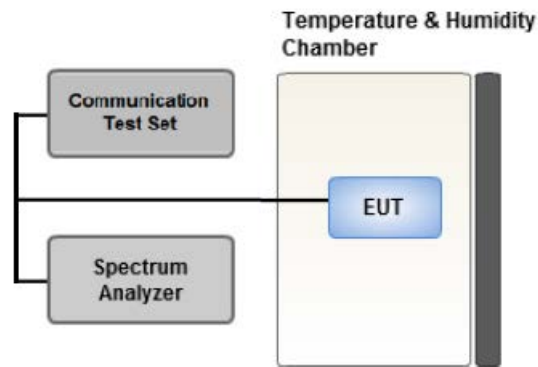 Temperature & Humidity
Chamber
Communication
Test Set
EUT
Spectrum
Analyzer